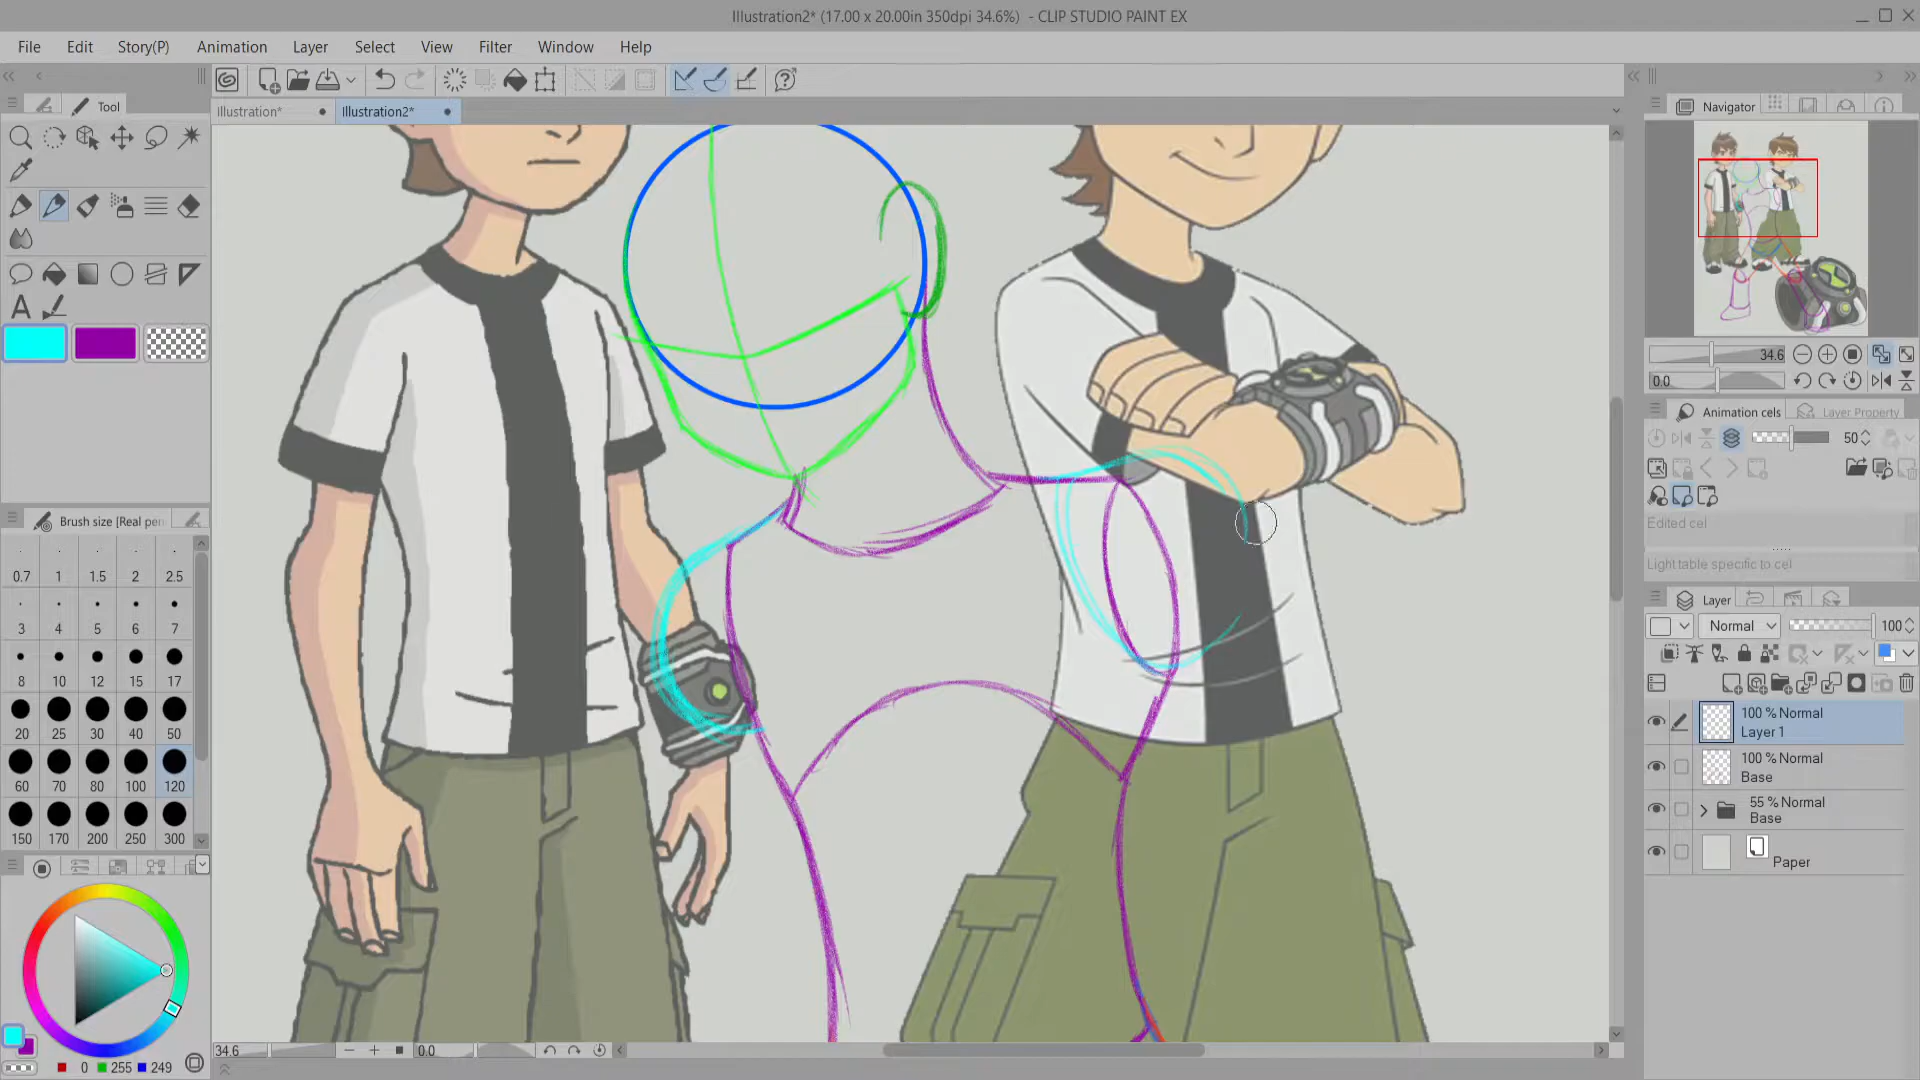 Illustration2* (17.00 x 20.00in 350dpi 34.6%) - CLIP STUDIO PAINT EX
File Edit Story(P) Animation Layer Select View Filter Window Help
Tool
Illustration*
Illustration2*
Navigator
34.6
0.0
Animation cels
Layer Property
50
Edited cel
Light table specific to cel
Brush size [Real pen
0.7 1 1.5 2 2.5
3 4 5 6 7
8 10 12 15 17
20 25 30 40 50
60 70 80 100 120
150 170 200 250 300
Layer
Normal
100
100 % Normal
Layer 1
100 % Normal
Base
55 % Normal
Base
Paper
34.6
0.0
0 255 249
A